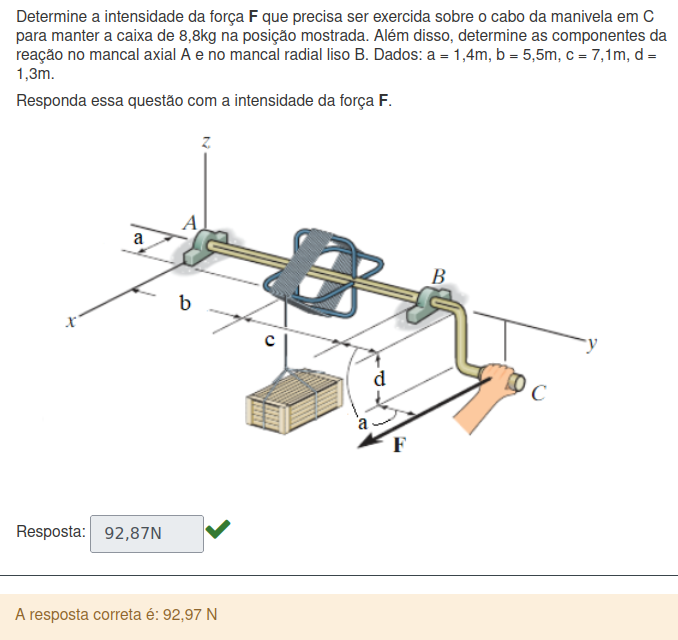 Determine a intensidade da força F que precisa ser exercida sobre o cabo da manivela em C
para manter a caixa de 8,8kg na posição mostrada. Além disso, determine as componentes da
reação no mancal axial A e no mancal radial liso B. Dados: a = 1,4m, b = 5,5m, c = 7,1m, d =
1,3m.
Responda essa questão com a intensidade da força F.
z
A
a
B
b
x
c
y
d
C
a
F
Resposta: 92,87N
A resposta correta é: 92,97 N